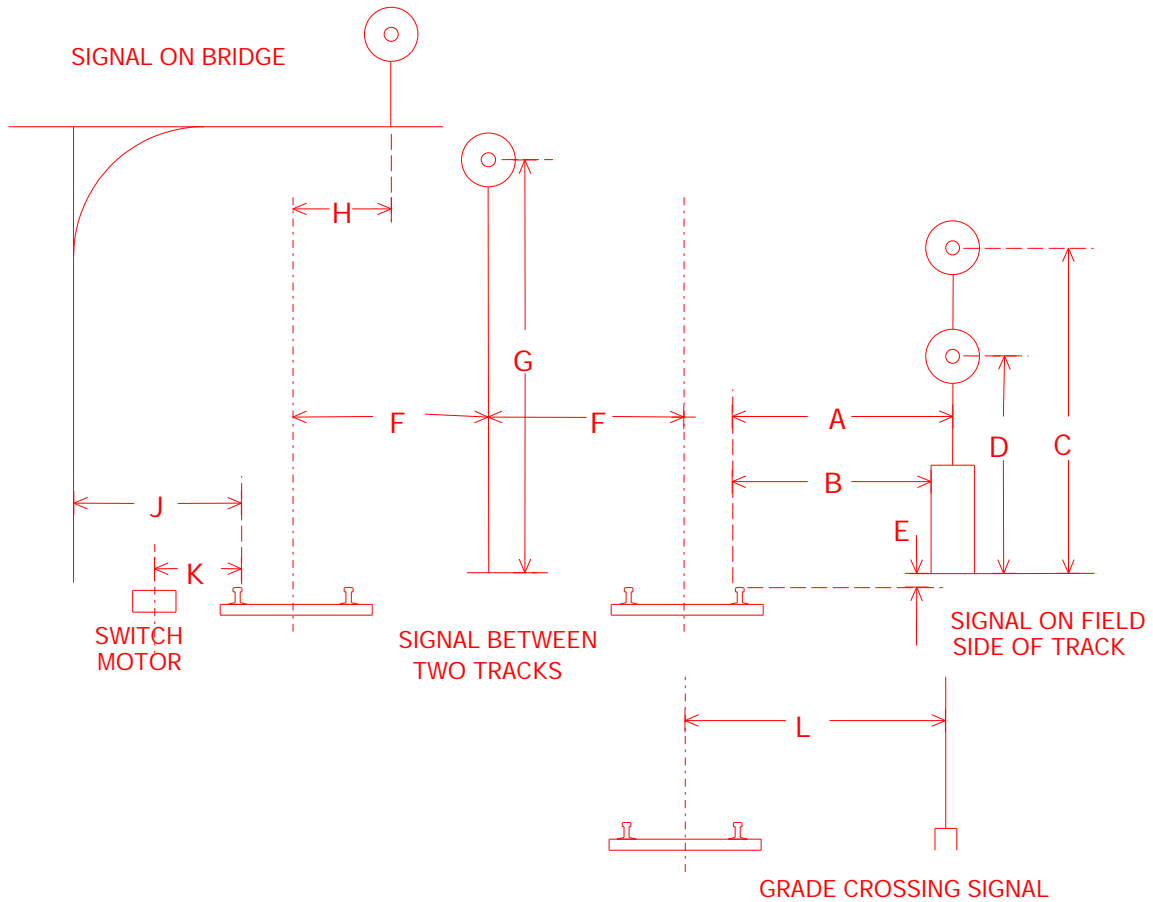 SIGNAL ON BRIDGE
H
G
F
F
A
D
C
B
J
E
K
SWITCH
MOTOR
SIGNAL BETWEEN
TWO TRACKS
SIGNAL ON FIELD
SIDE OF TRACK
L
GRADE CROSSING SIGNAL